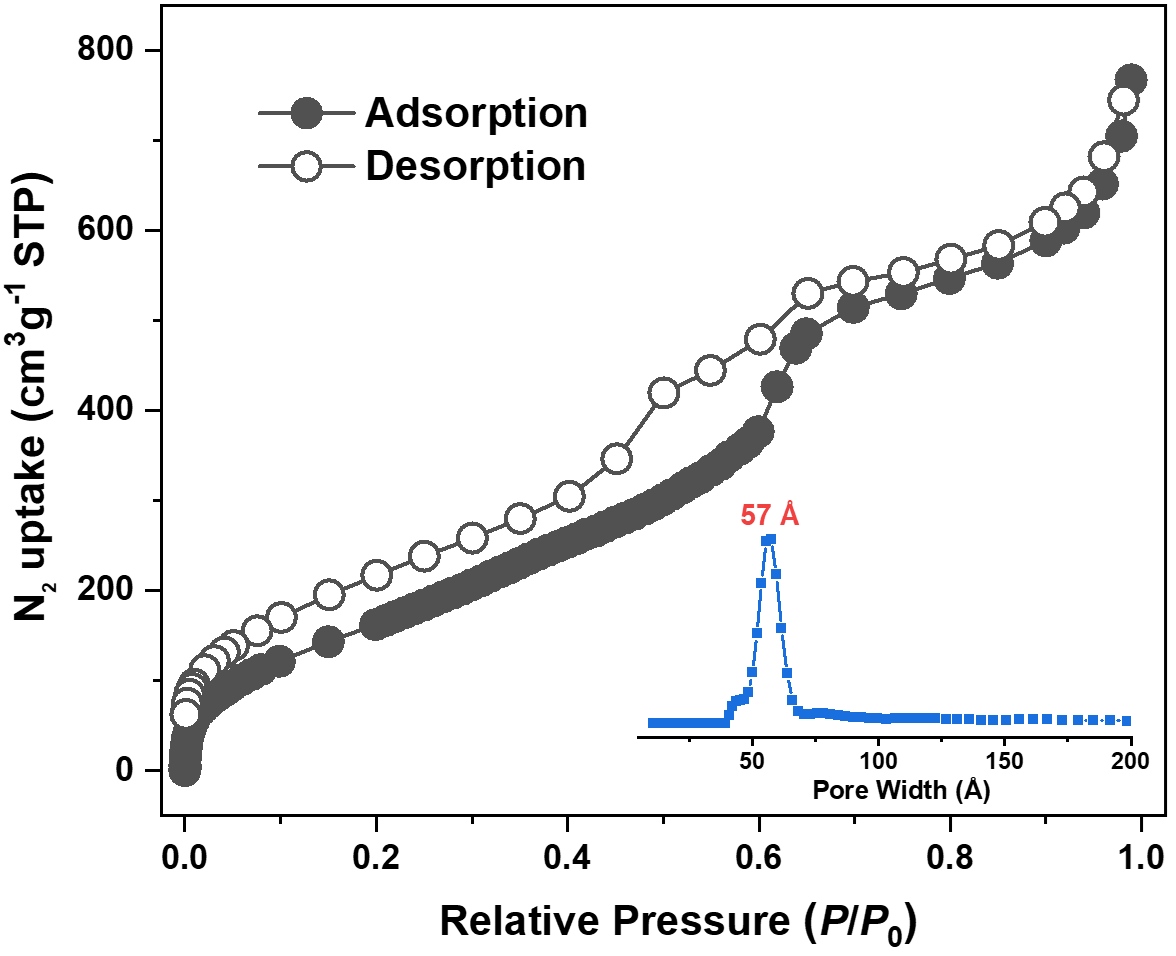 800
600
400
200
0
N₂ uptake (cm³g⁻¹ STP)
Adsorption
Desorption
57 Å
50 100 150 200
Pore Width (Å)
0.0 0.2 0.4 0.6 0.8 1.0
Relative Pressure (P/P₀)